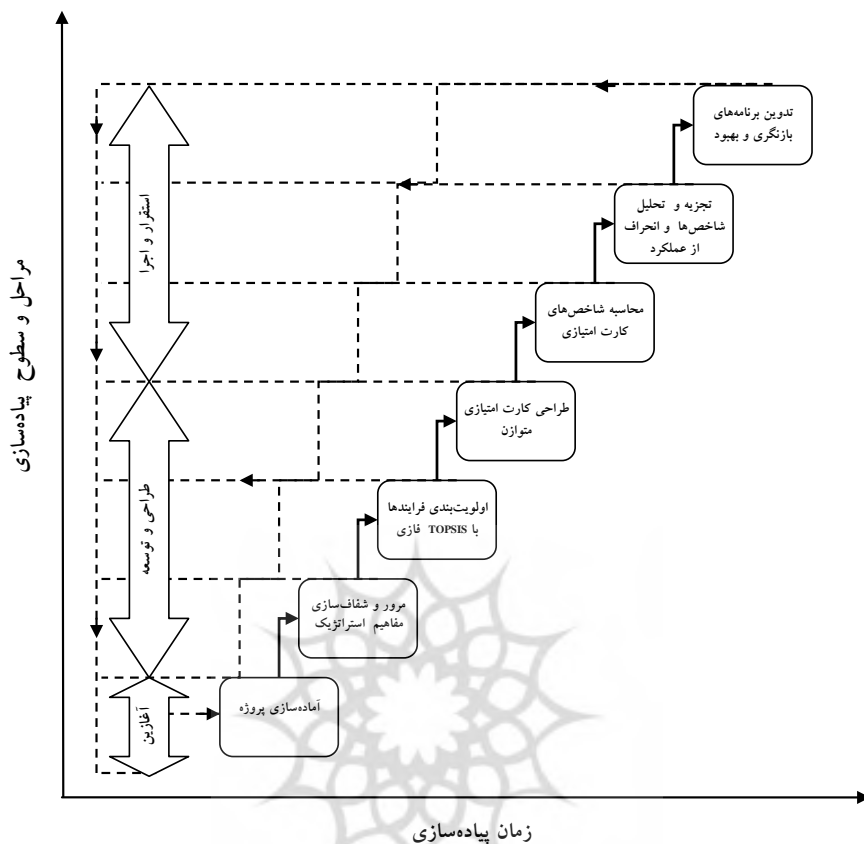 تدوین برنامه‌های
بازنگری و بهبود
تجزیه و تحلیل
شاخص‌ها و انحراف
از عملکرد
محاسبه شاخص‌های
کارت امتیازی
طراحی کارت امتیازی
متوازن
اولویت‌بندی فرایندها
با TOPSIS فازی
مرور و شفاف‌سازی
مفاهیم استراتژیک
آماده‌سازی پروژه
استقرار و اجرا
طراحی و توسعه
آغازین
مراحل و سطوح پیاده‌سازی
زمان پیاده‌سازی